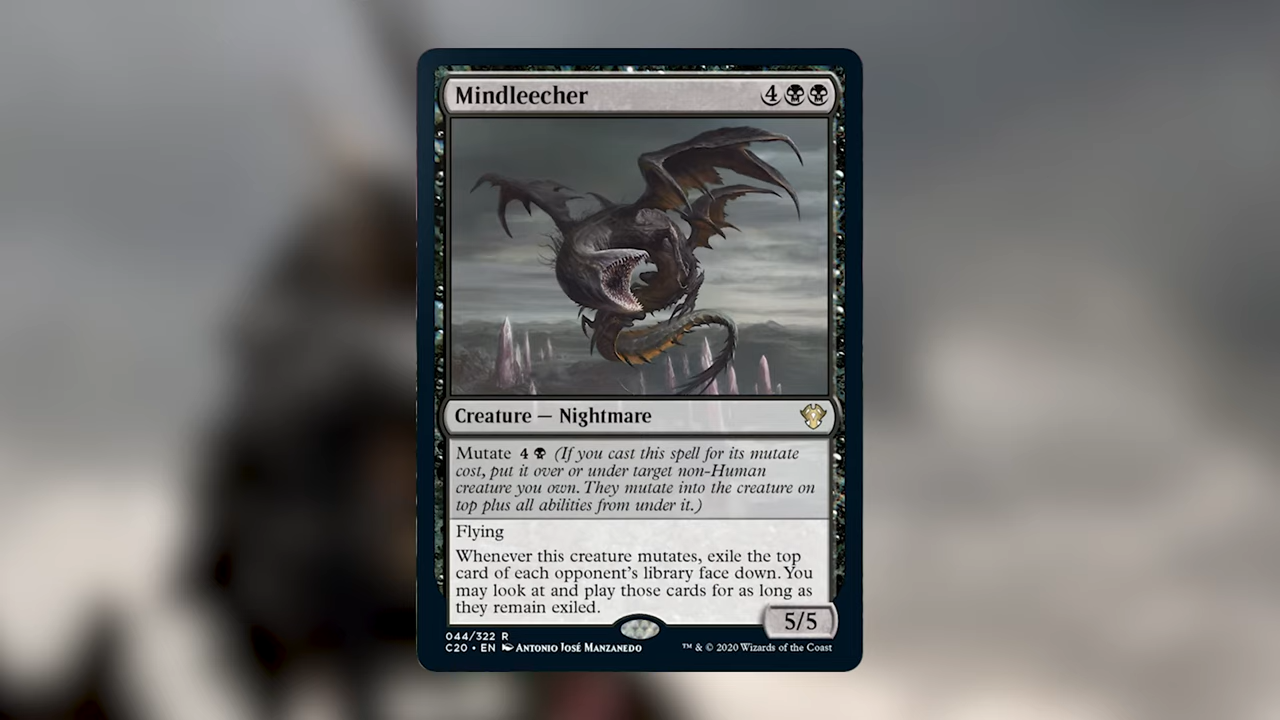 Mindleecher 4
Creature — Nightmare
Mutate 4 (If you cast this spell for its mutate
cost, put it over or under target non-Human
creature you own. They mutate into the creature on
top plus all abilities from under it.)
Flying
Whenever this creature mutates, exile the top
card of each opponent's library face down. You
may look at and play those cards for as long as
they remain exiled.
5/5
044/322 R
C20 • EN Antonio José Manzanedo ™ & © 2020 Wizards of the Coast